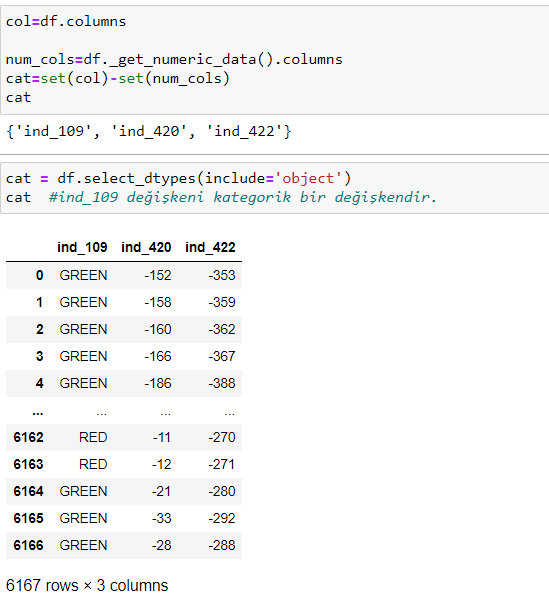 col=df.columns
num_cols=df._get_numeric_data().columns
cat=set(col)-set(num_cols)
cat
{'ind_109', 'ind_420', 'ind_422'}
cat = df.select_dtypes(include='object')
cat  #ind_109 değişkeni kategorik bir değişkendir.
ind_109 ind_420 ind_422
0 GREEN -152 -353
1 GREEN -158 -359
2 GREEN -160 -362
3 GREEN -166 -367
4 GREEN -186 -388
... ... ... ...
6162 RED -11 -270
6163 RED -12 -271
6164 GREEN -21 -280
6165 GREEN -33 -292
6166 GREEN -28 -288
6167 rows × 3 columns